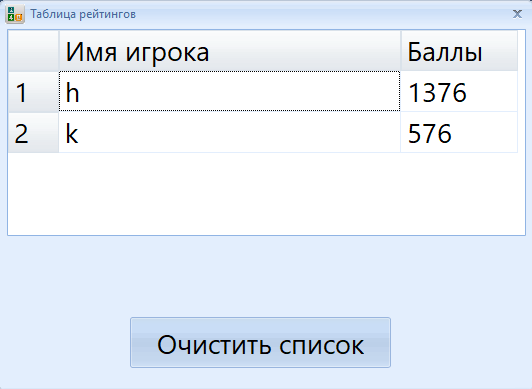 Таблица рейтингов
Имя игрока Баллы
1 h 1376
2 k 576
Очистить список